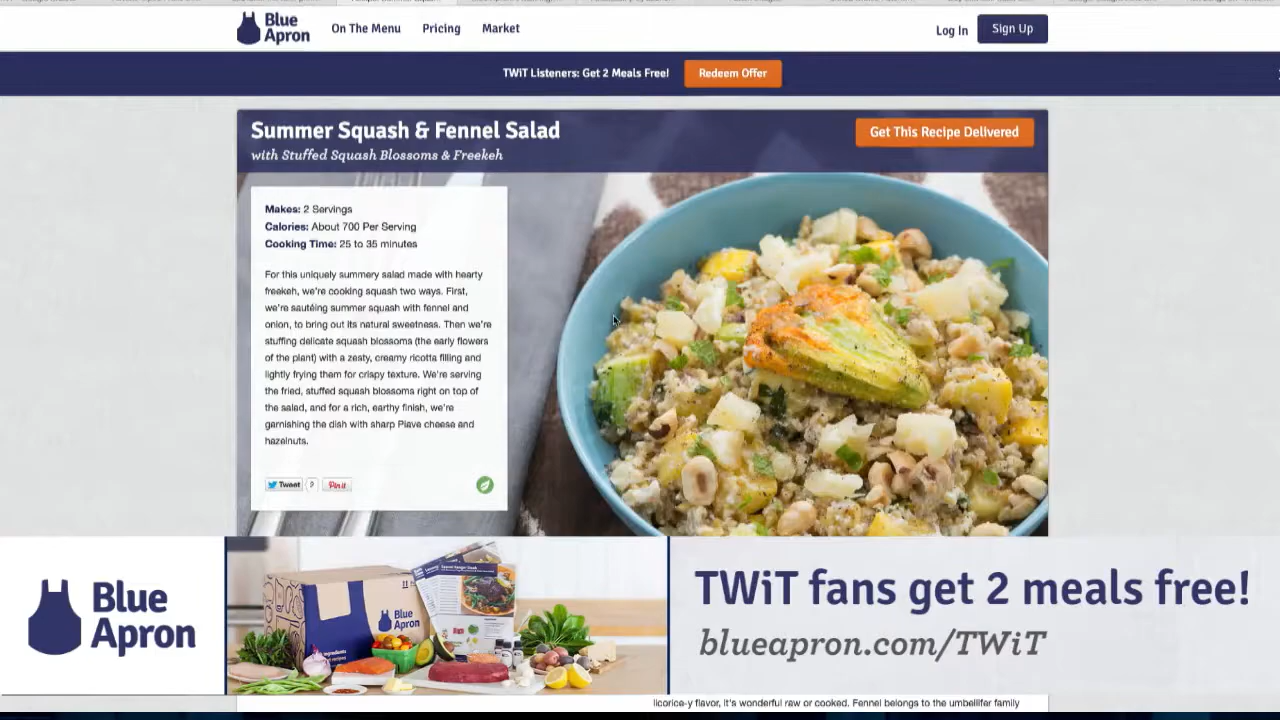 Blue Apron
On The Menu
Pricing
Market
Log In
Sign Up
TWiT Listeners: Get 2 Meals Free!
Redeem Offer
Summer Squash & Fennel Salad
with Stuffed Squash Blossoms & Freekeh
Get This Recipe Delivered
Makes: 2 Servings
Calories: About 700 Per Serving
Cooking Time: 25 to 35 minutes
For this uniquely summery salad made with hearty
freekeh, we're cooking squash two ways. First,
we're sautéing summer squash with fennel and
onion, to bring out its natural sweetness. Then we're
stuffing delicate squash blossoms (the early flowers
of the plant) with a zesty, creamy ricotta filling and
lightly frying them for crispy texture. We're serving
the fried, stuffed squash blossoms right on top of
the salad, and for a rich, earthy finish, we're
garnishing the dish with sharp Piave cheese and
hazelnuts.
Tweet
Pin it
Blue
Apron
Blue
Apron
TWiT fans get 2 meals free!
blueapron.com/TWiT
licorice-y flavor, it's wonderful raw or cooked. Fennel belongs to the umbellifer family